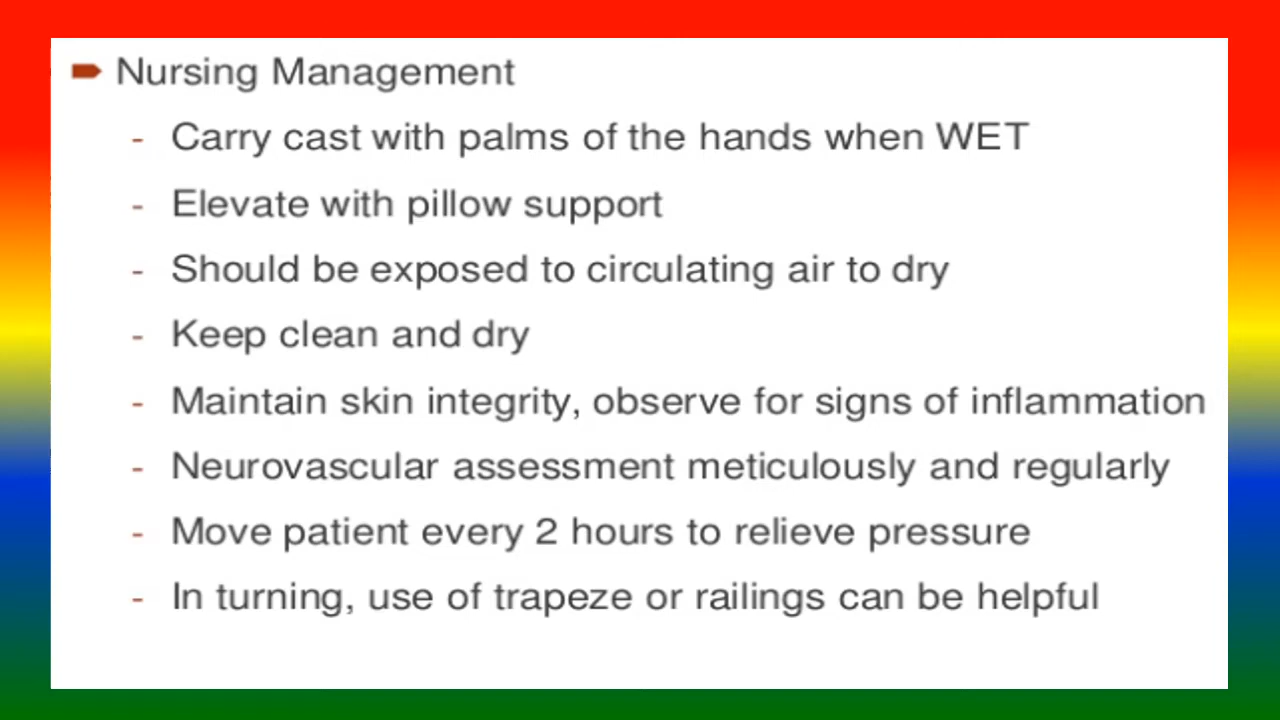 Nursing Management
- Carry cast with palms of the hands when WET
- Elevate with pillow support
- Should be exposed to circulating air to dry
- Keep clean and dry
- Maintain skin integrity, observe for signs of inflammation
- Neurovascular assessment meticulously and regularly
- Move patient every 2 hours to relieve pressure
- In turning, use of trapeze or railings can be helpful